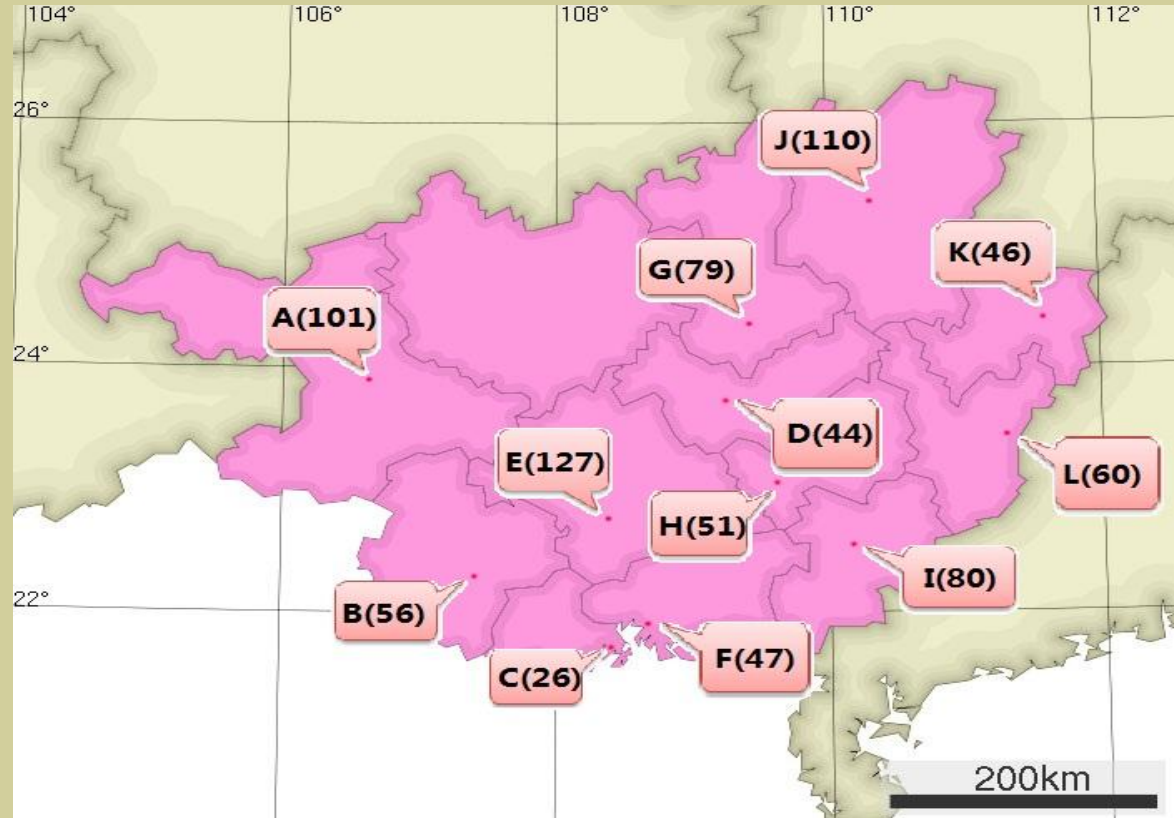 104°
106°
108°
110°
112°
26°
J(110)
K(46)
G(79)
A(101)
24°
D(44)
E(127)
L(60)
H(51)
I(80)
22°
B(56)
F(47)
C(26)
200km